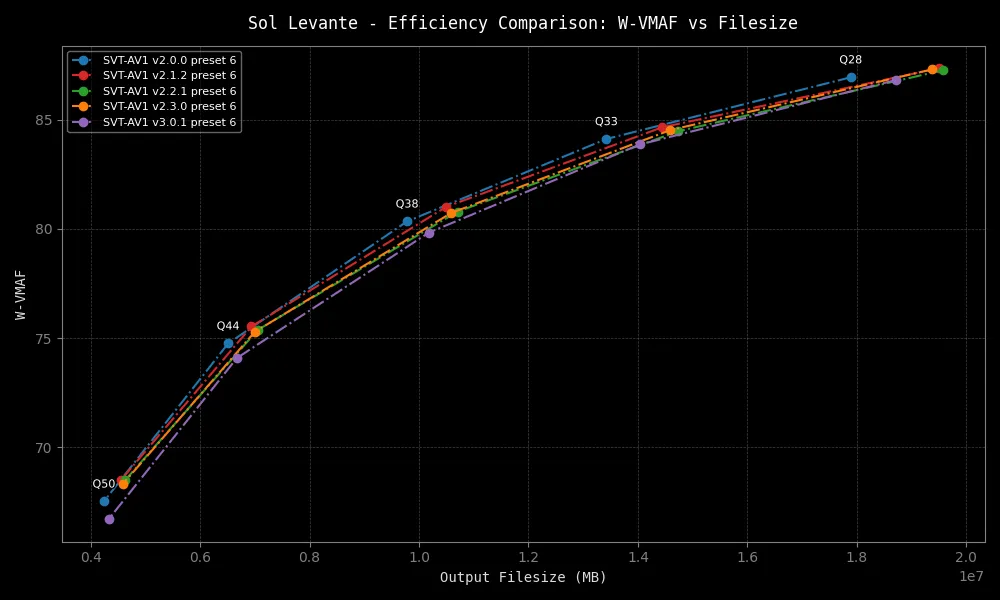 Sol Levante - Efficiency Comparison: W-VMAF vs Filesize
SVT-AV1 v2.0.0 preset 6
SVT-AV1 v2.1.2 preset 6
SVT-AV1 v2.2.1 preset 6
SVT-AV1 v2.3.0 preset 6
SVT-AV1 v3.0.1 preset 6
Q28
Q33
Q38
Q44
Q50
W-VMAF
85
80
75
70
0.4 0.6 0.8 1.0 1.2 1.4 1.6 1.8 2.0
1e7
Output Filesize (MB)